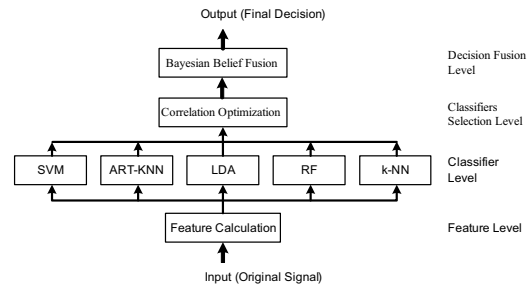 Output (Final Decision)
Bayesian Belief Fusion
Decision Fusion
Level
Correlation Optimization
Classifiers
Selection Level
SVM
ART-KNN
LDA
RF
k-NN
Classifier
Level
Feature Calculation
Feature Level
Input (Original Signal)